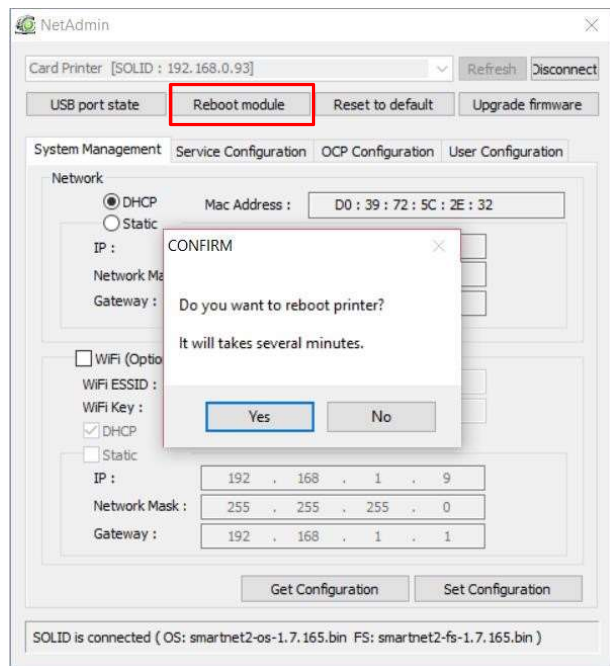 NetAdmin
Card Printer [SOLID : 192.168.0.93] Refresh Disconnect
USB port state Reboot module Reset to default Upgrade firmware
System Management Service Configuration OCP Configuration User Configuration
Network
DHCP Mac Address : D0 : 39 : 72 : 5C : 2E : 32
Static
IP :
Network Ma
Gateway :
CONFIRM
Do you want to reboot printer?
It will takes several minutes.
Yes No
WiFi (Optio
WiFi ESSID :
WiFi Key :
DHCP
Static
IP : 192 . 168 . 1 . 9
Network Mask : 255 . 255 . 255 . 0
Gateway : 192 . 168 . 1 . 1
Get Configuration Set Configuration
SOLID is connected ( OS: smartnet2-os-1.7.165.bin FS: smartnet2-fs-1.7.165.bin )